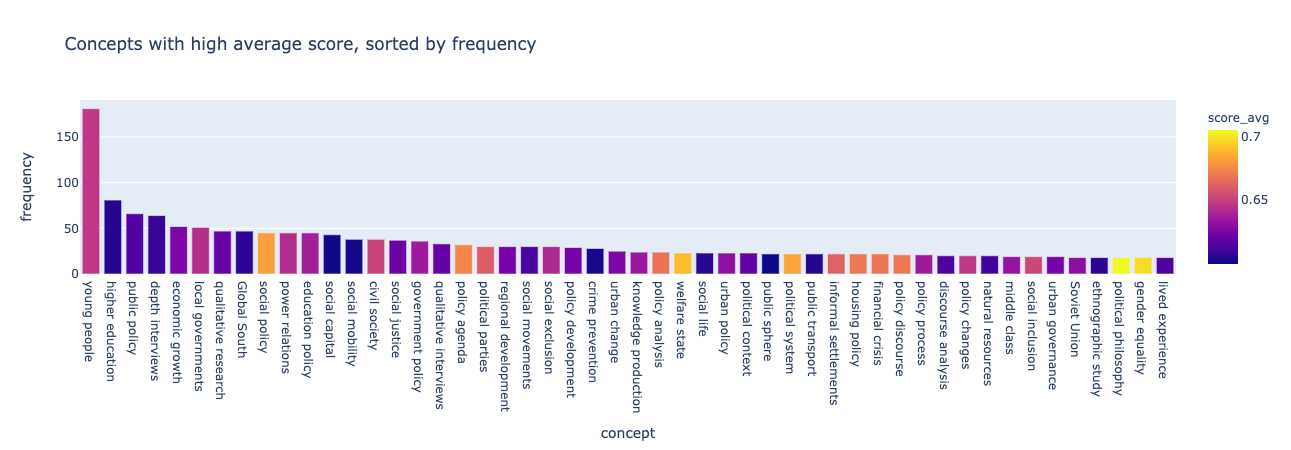 Concepts with high average score, sorted by frequency
frequency
150
100
50
0
young people
higher education
public policy
depth interviews
economic growth
local governments
qualitative research
Global South
social policy
power relations
education policy
social capital
social mobility
civil society
social justice
government policy
qualitative interviews
policy agenda
political parties
regional development
social movements
social exclusion
policy development
crime prevention
urban change
knowledge production
policy analysis
welfare state
social life
urban policy
political context
public sphere
political system
public transport
informal settlements
housing policy
financial crisis
policy discourse
policy process
discourse analysis
policy changes
natural resources
middle class
social inclusion
urban governance
Soviet Union
ethnographic study
political philosophy
gender equality
lived experience
concept
score_avg
0.7
0.65